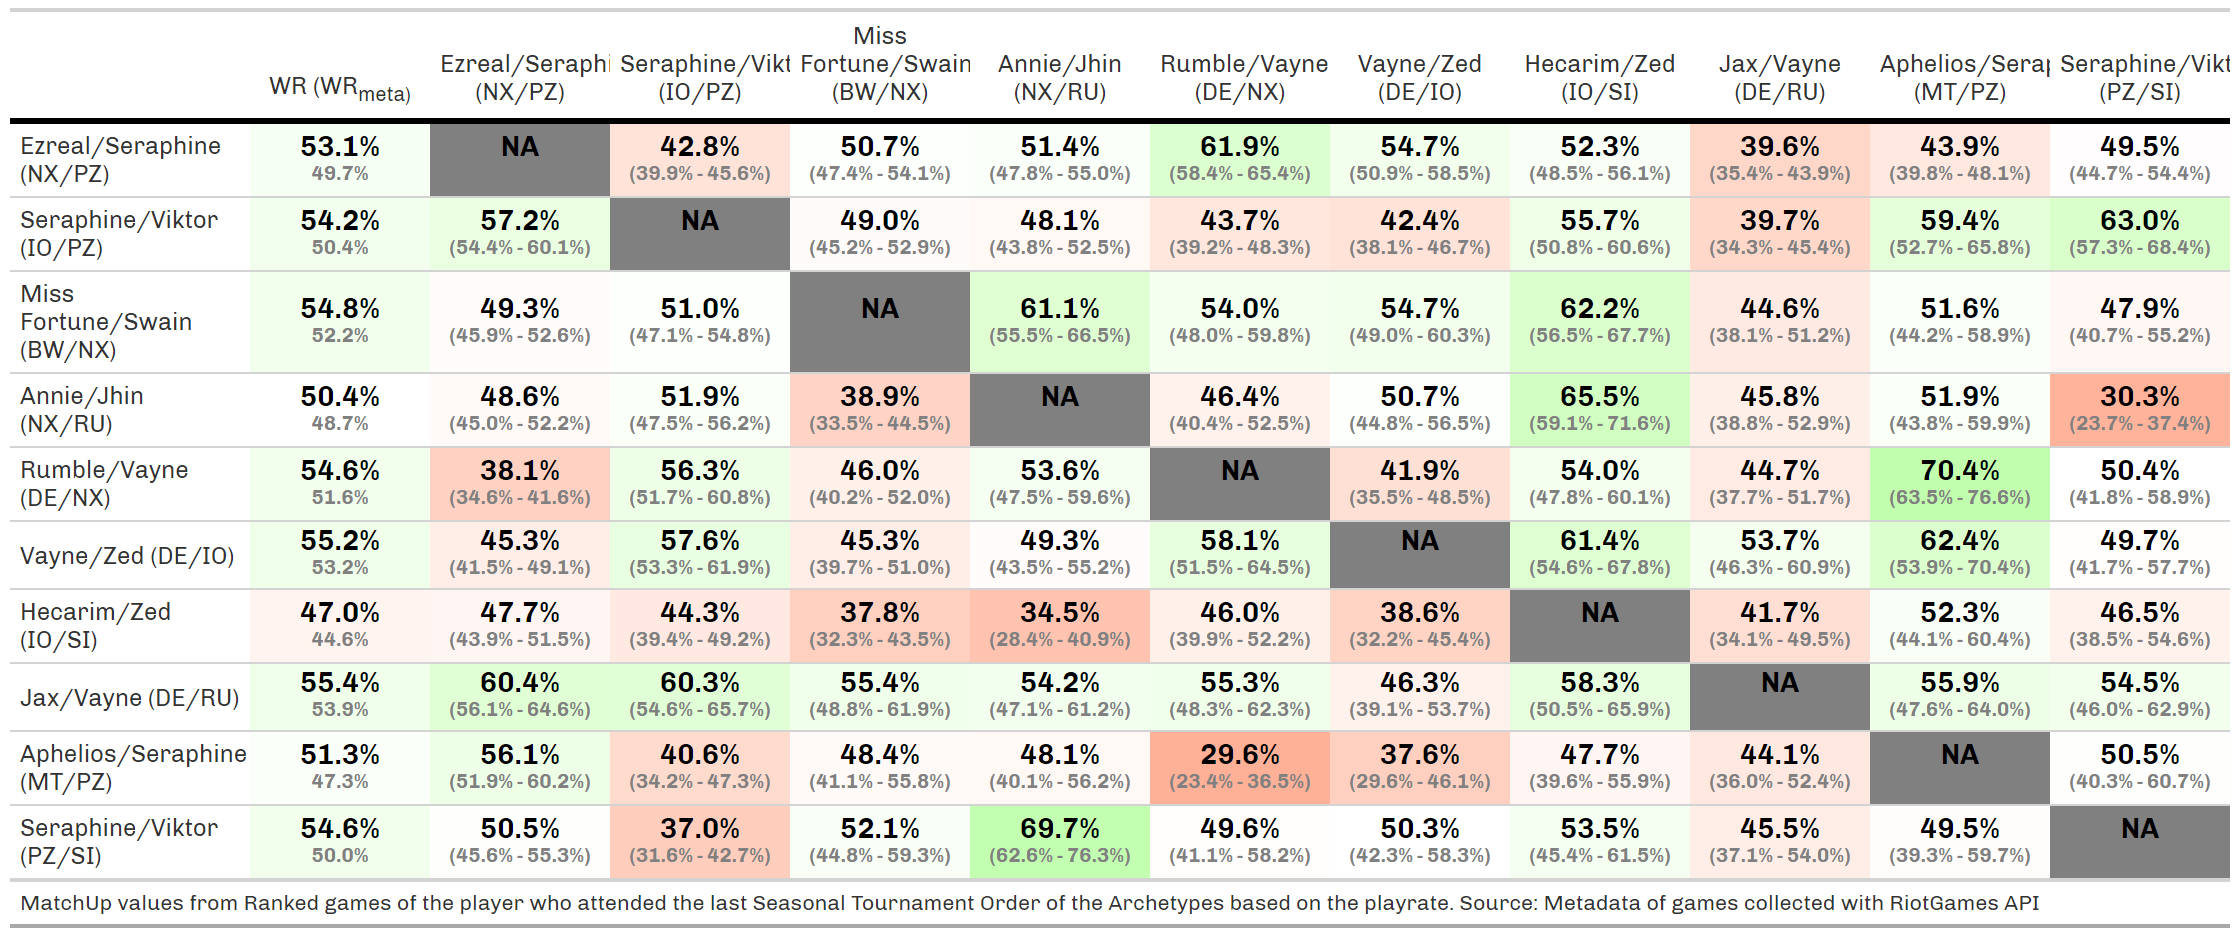 WR (WRmeta) Ezreal/Seraphi (NX/PZ) Seraphine/Vikt (IO/PZ) Miss Fortune/Swain (BW/NX) Annie/Jhin (NX/RU) Rumble/Vayne (DE/NX) Vayne/Zed (DE/IO) Hecarim/Zed (IO/SI) Jax/Vayne (DE/RU) Aphelios/Serap (MT/PZ) Seraphine/Vikt (PZ/SI)
Ezreal/Seraphine 53.1% NA 42.8% 50.7% 51.4% 61.9% 54.7% 52.3% 39.6% 43.9% 49.5%
(NX/PZ) 49.7% (39.9% - 45.6%) (47.4% - 54.1%) (47.8% - 55.0%) (58.4% - 65.4%) (50.9% - 58.5%) (48.5% - 56.1%) (35.4% - 43.9%) (39.8% - 48.1%) (44.7% - 54.4%)
Seraphine/Viktor 54.2% 57.2% NA 49.0% 48.1% 43.7% 42.4% 55.7% 39.7% 59.4% 63.0%
(IO/PZ) 50.4% (54.4% - 60.1%) (45.2% - 52.9%) (43.8% - 52.5%) (39.2% - 48.3%) (38.1% - 46.7%) (50.8% - 60.6%) (34.3% - 45.4%) (52.7% - 65.8%) (57.3% - 68.4%)
Miss
Fortune/Swain 54.8% 49.3% 51.0% NA 61.1% 54.0% 54.7% 62.2% 44.6% 51.6% 47.9%
(BW/NX) 52.2% (45.9% - 52.6%) (47.1% - 54.8%) (55.5% - 66.5%) (48.0% - 59.8%) (49.0% - 60.3%) (56.5% - 67.7%) (38.1% - 51.2%) (44.2% - 58.9%) (40.7% - 55.2%)
Annie/Jhin 50.4% 48.6% 51.9% 38.9% NA 46.4% 50.7% 65.5% 45.8% 51.9% 30.3%
(NX/RU) 48.7% (45.0% - 52.2%) (47.5% - 56.2%) (33.5% - 44.5%) (40.4% - 52.5%) (44.8% - 56.5%) (59.1% - 71.6%) (38.8% - 52.9%) (43.8% - 59.9%) (23.7% - 37.4%)
Rumble/Vayne 54.6% 38.1% 56.3% 46.0% 53.6% NA 41.9% 54.0% 44.7% 70.4% 50.4%
(DE/NX) 51.6% (34.6% - 41.6%) (51.7% - 60.8%) (40.2% - 52.0%) (47.5% - 59.6%) (35.5% - 48.5%) (47.8% - 60.1%) (37.7% - 51.7%) (63.5% - 76.6%) (41.8% - 58.9%)
Vayne/Zed (DE/IO) 55.2% 45.3% 57.6% 45.3% 49.3% 58.1% NA 61.4% 53.7% 62.4% 49.7%
53.2% (41.5% - 49.1%) (53.3% - 61.9%) (39.7% - 51.0%) (43.5% - 55.2%) (51.5% - 64.5%) (54.6% - 67.8%) (46.3% - 60.9%) (53.9% - 70.4%) (41.7% - 57.7%)
Hecarim/Zed 47.0% 47.7% 44.3% 37.8% 34.5% 46.0% 38.6% NA 41.7% 52.3% 46.5%
(IO/SI) 44.6% (43.9% - 51.5%) (39.4% - 49.2%) (32.3% - 43.5%) (28.4% - 40.9%) (39.9% - 52.2%) (32.2% - 45.4%) (34.1% - 49.5%) (44.1% - 60.4%) (38.5% - 54.6%)
Jax/Vayne (DE/RU) 55.4% 60.4% 60.3% 55.4% 54.2% 55.3% 46.3% 58.3% NA 55.9% 54.5%
53.9% (56.1% - 64.6%) (54.6% - 65.7%) (48.8% - 61.9%) (47.1% - 61.2%) (48.3% - 62.3%) (39.1% - 53.7%) (50.5% - 65.9%) (47.6% - 64.0%) (46.0% - 62.9%)
Aphelios/Seraphine 51.3% 56.1% 40.6% 48.4% 48.1% 29.6% 37.6% 47.7% 44.1% NA 50.5%
(MT/PZ) 47.3% (51.9% - 60.2%) (34.2% - 47.3%) (41.1% - 55.8%) (40.1% - 56.2%) (23.4% - 36.5%) (29.6% - 46.1%) (39.6% - 55.9%) (36.0% - 52.4%) (40.3% - 60.7%)
Seraphine/Viktor 54.6% 50.5% 37.0% 52.1% 69.7% 49.6% 50.3% 53.5% 45.5% 49.5% NA
(PZ/SI) 50.0% (45.6% - 55.3%) (31.6% - 42.7%) (44.8% - 59.3%) (62.6% - 76.3%) (41.1% - 58.2%) (42.3% - 58.3%) (45.4% - 61.5%) (37.1% - 54.0%) (39.3% - 59.7%)
MatchUp values from Ranked games of the player who attended the last Seasonal Tournament Order of the Archetypes based on the playrate. Source: Metadata of games collected with RiotGames API